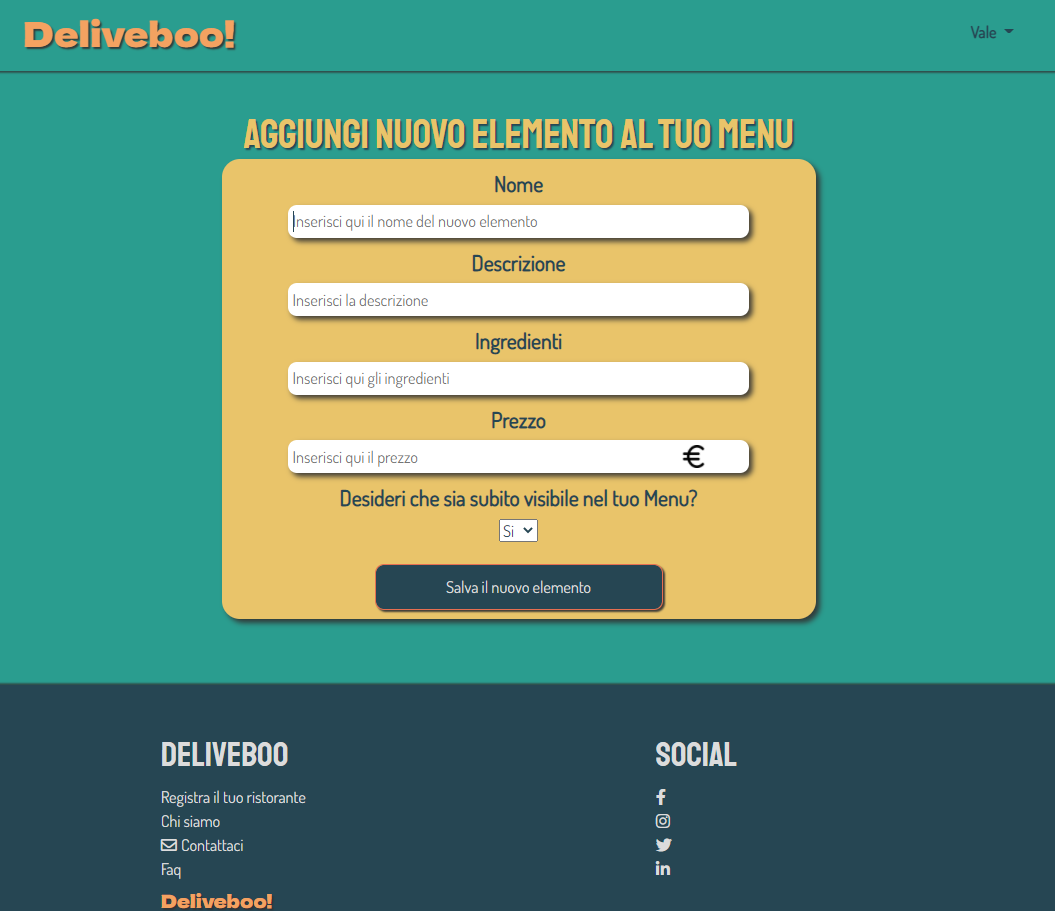 Deliveboo!
Vale
AGGIUNGI NUOVO ELEMENTO AL TUO MENU
Nome
Inserisci qui il nome del nuovo elemento
Descrizione
Inserisci la descrizione
Ingredienti
Inserisci qui gli ingredienti
Prezzo
Inserisci qui il prezzo €
Desideri che sia subito visibile nel tuo Menu?
Si
Salva il nuovo elemento
DELIVEBOO
Registra il tuo ristorante
Chi siamo
Contattaci
Faq
Deliveboo!
SOCIAL